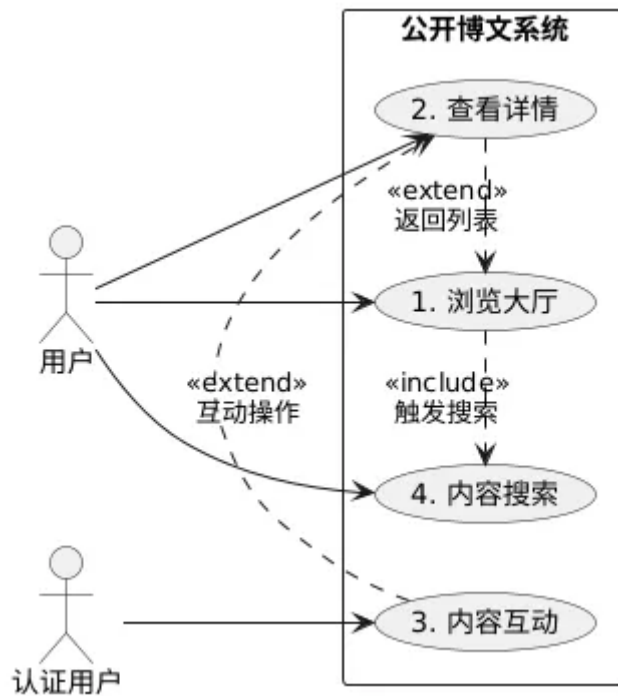 公开博文系统
2. 查看详情
«extend»
返回列表
1. 浏览大厅
用户
«extend»
互动操作
«include»
触发搜索
4. 内容搜索
3. 内容互动
认证用户